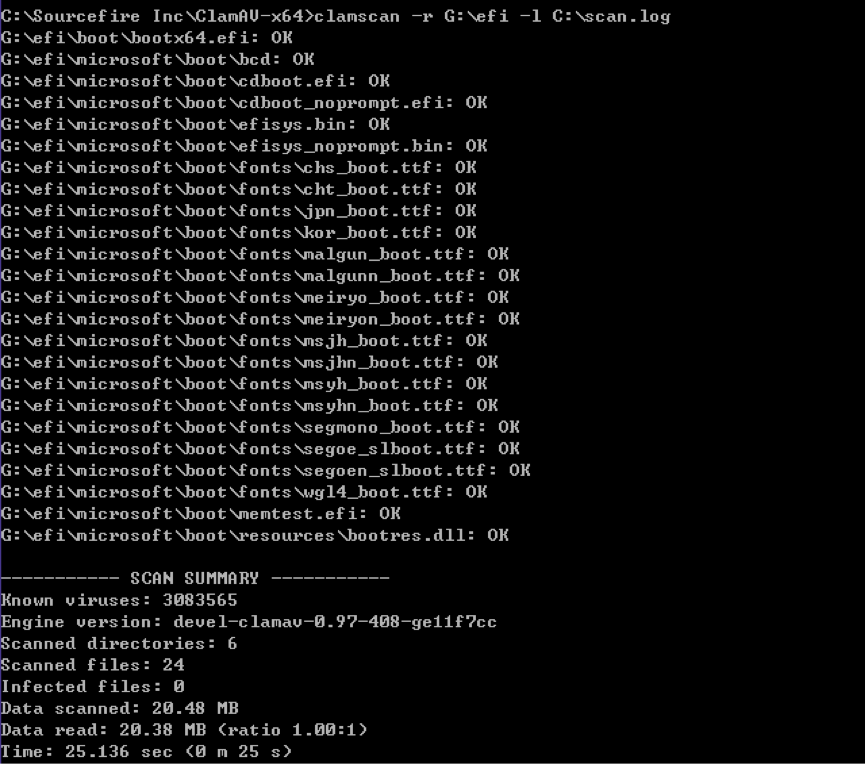 C:\Sourcefire Inc\ClamAV-x64>clamscan -r G:\efi -l C:\scan.log
G:\efi\boot\bootx64.efi: OK
G:\efi\microsoft\boot\bcd: OK
G:\efi\microsoft\boot\cdboot.efi: OK
G:\efi\microsoft\boot\cdboot_noprompt.efi: OK
G:\efi\microsoft\boot\efisys.bin: OK
G:\efi\microsoft\boot\efisys_noprompt.bin: OK
G:\efi\microsoft\boot\fonts\chs_boot.ttf: OK
G:\efi\microsoft\boot\fonts\cht_boot.ttf: OK
G:\efi\microsoft\boot\fonts\jpn_boot.ttf: OK
G:\efi\microsoft\boot\fonts\kor_boot.ttf: OK
G:\efi\microsoft\boot\fonts\malgun_boot.ttf: OK
G:\efi\microsoft\boot\fonts\malgunn_boot.ttf: OK
G:\efi\microsoft\boot\fonts\meiryo_boot.ttf: OK
G:\efi\microsoft\boot\fonts\meiryon_boot.ttf: OK
G:\efi\microsoft\boot\fonts\msjh_boot.ttf: OK
G:\efi\microsoft\boot\fonts\msjhn_boot.ttf: OK
G:\efi\microsoft\boot\fonts\msyh_boot.ttf: OK
G:\efi\microsoft\boot\fonts\msyhn_boot.ttf: OK
G:\efi\microsoft\boot\fonts\segmono_boot.ttf: OK
G:\efi\microsoft\boot\fonts\segoe_slboot.ttf: OK
G:\efi\microsoft\boot\fonts\segoen_slboot.ttf: OK
G:\efi\microsoft\boot\fonts\wgl4_boot.ttf: OK
G:\efi\microsoft\boot\memtest.efi: OK
G:\efi\microsoft\boot\resources\bootres.dll: OK
----------- SCAN SUMMARY -----------
Known viruses: 3083565
Engine version: devel-clamav-0.97-408-ge11f7cc
Scanned directories: 6
Scanned files: 24
Infected files: 0
Data scanned: 20.48 MB
Data read: 20.38 MB (ratio 1.00:1)
Time: 25.136 sec (0 m 25 s)